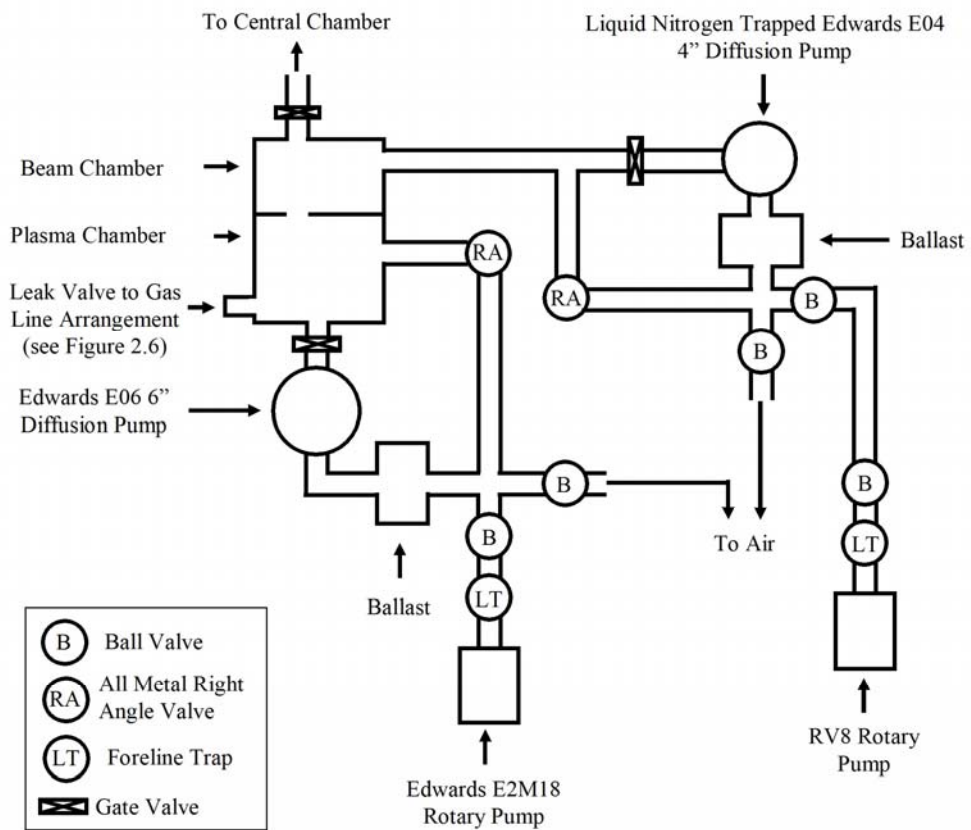 To Central Chamber
Liquid Nitrogen Trapped Edwards E04
4” Diffusion Pump
Beam Chamber
Plasma Chamber
Ballast
RA
RA
B
Leak Valve to Gas
Line Arrangement
(see Figure 2.6)
B
Edwards E06 6”
Diffusion Pump
B
B
B
To Air
LT
Ballast
LT
B
Ball Valve
RA
All Metal Right
Angle Valve
LT
Foreline Trap
Gate Valve
Edwards E2M18
Rotary Pump
RV8 Rotary
Pump